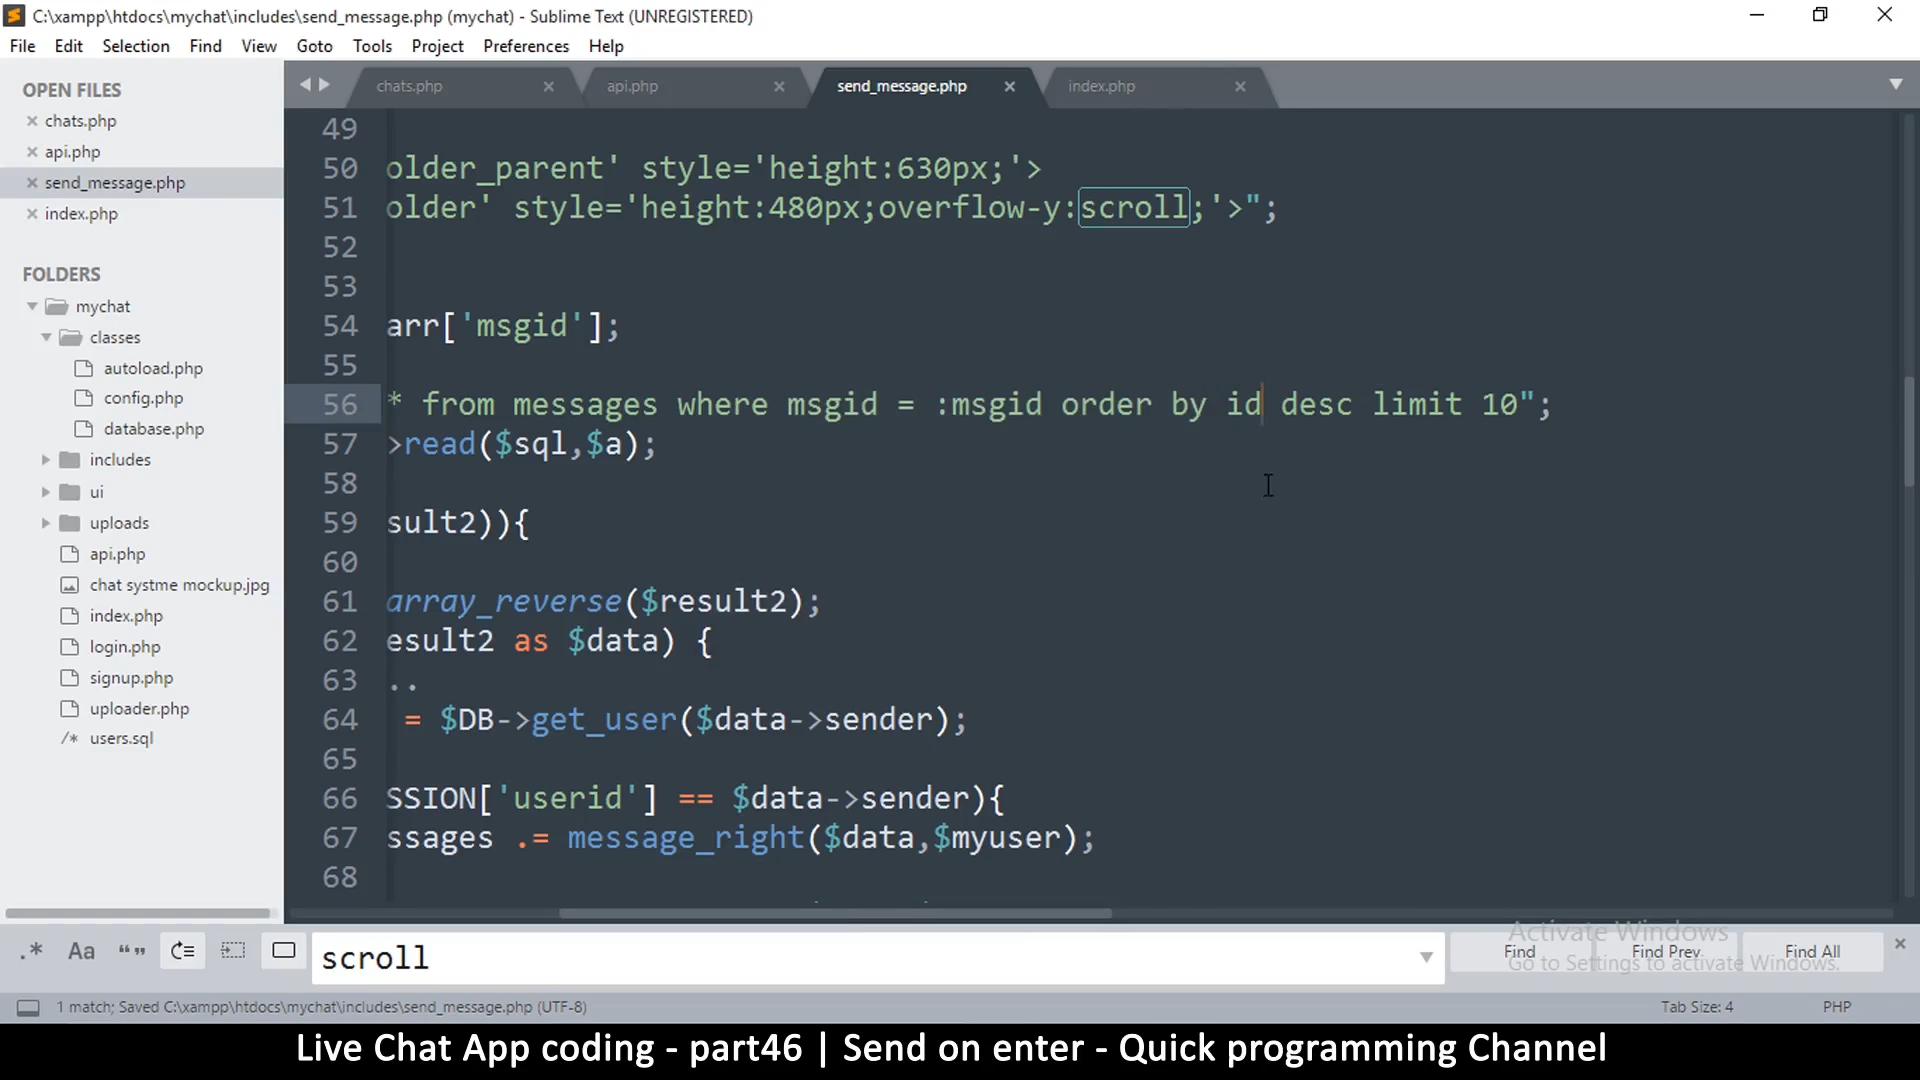 C:\xampp\htdocs\mychat\includes\send_message.php (mychat) - Sublime Text (UNREGISTERED)
File Edit Selection Find View Goto Tools Project Preferences Help
OPEN FILES
chats.php
api.php
send_message.php
index.php
FOLDERS
mychat
classes
autoload.php
config.php
database.php
includes
ui
uploads
api.php
chat systme mockup.jpg
index.php
login.php
signup.php
uploader.php
/* users.sql
chats.php api.php send_message.php index.php
49
50 older_parent' style='height:630px;'>
51 older' style='height:480px;overflow-y:scroll;'>";
52
53
54 arr['msgid'];
55
56 * from messages where msgid = :msgid order by id desc limit 10";
57 >read($sql,$a);
58
59 sult2)){
60
61 array_reverse($result2);
62 esult2 as $data) {
63 ..
64 = $DB->get_user($data->sender);
65
66 SSION['userid'] == $data->sender){
67 ssages .= message_right($data,$myuser);
68
.* Aa “ ” scroll Find Find Prev Find All
Activate Windows
Go to Settings to activate Windows.
1 match; Saved C:\xampp\htdocs\mychat\includes\send_message.php (UTF-8) Tab Size: 4 PHP
Live Chat App coding - part46 | Send on enter - Quick programming Channel